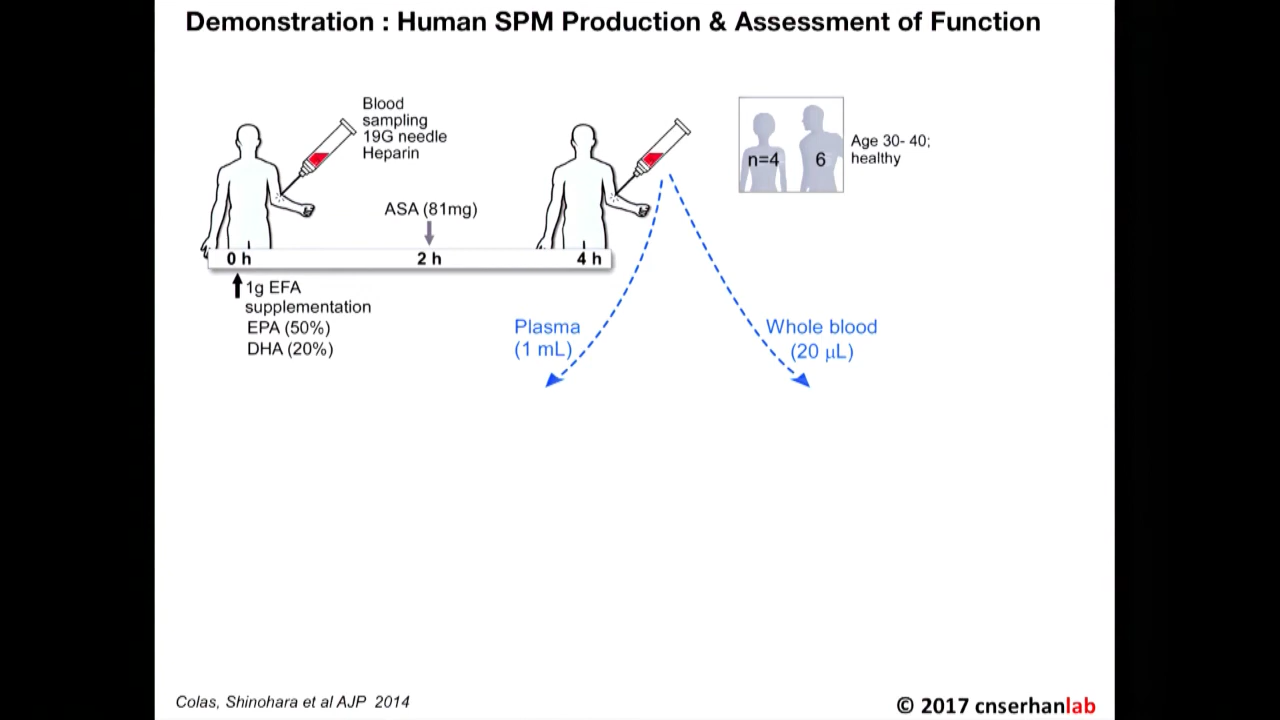 Demonstration : Human SPM Production & Assessment of Function
Blood
sampling
19G needle
Heparin
ASA (81mg)
n=4
6
Age 30- 40;
healthy
0 h
2 h
4 h
1g EFA
supplementation
EPA (50%)
DHA (20%)
Plasma
(1 mL)
Whole blood
(20 µL)
Colas, Shinohara et al AJP 2014
© 2017 cnserhanlab